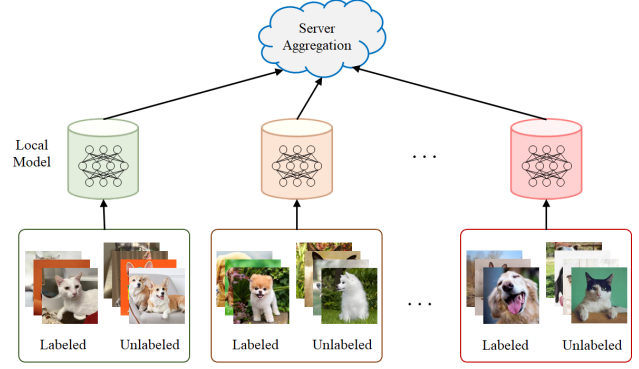 Server
Aggregation
Local
Model
. . .
. . .
Labeled
Unlabeled
Labeled
Unlabeled
Labeled
Unlabeled